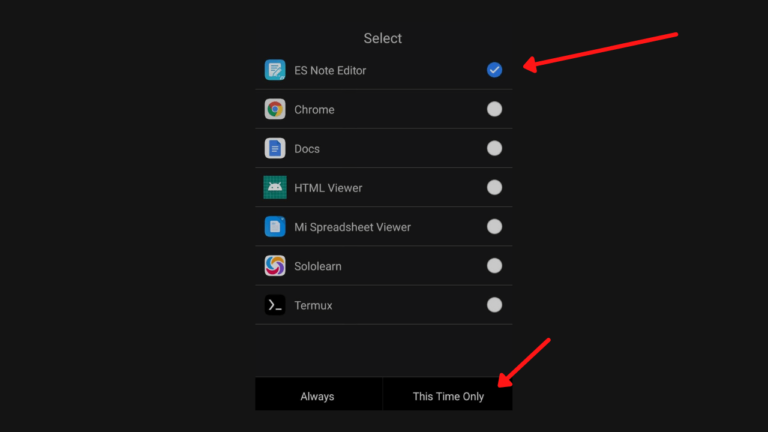 Select
ES Note Editor
Chrome
Docs
HTML Viewer
Mi Spreadsheet Viewer
Sololearn
Termux
Always
This Time Only